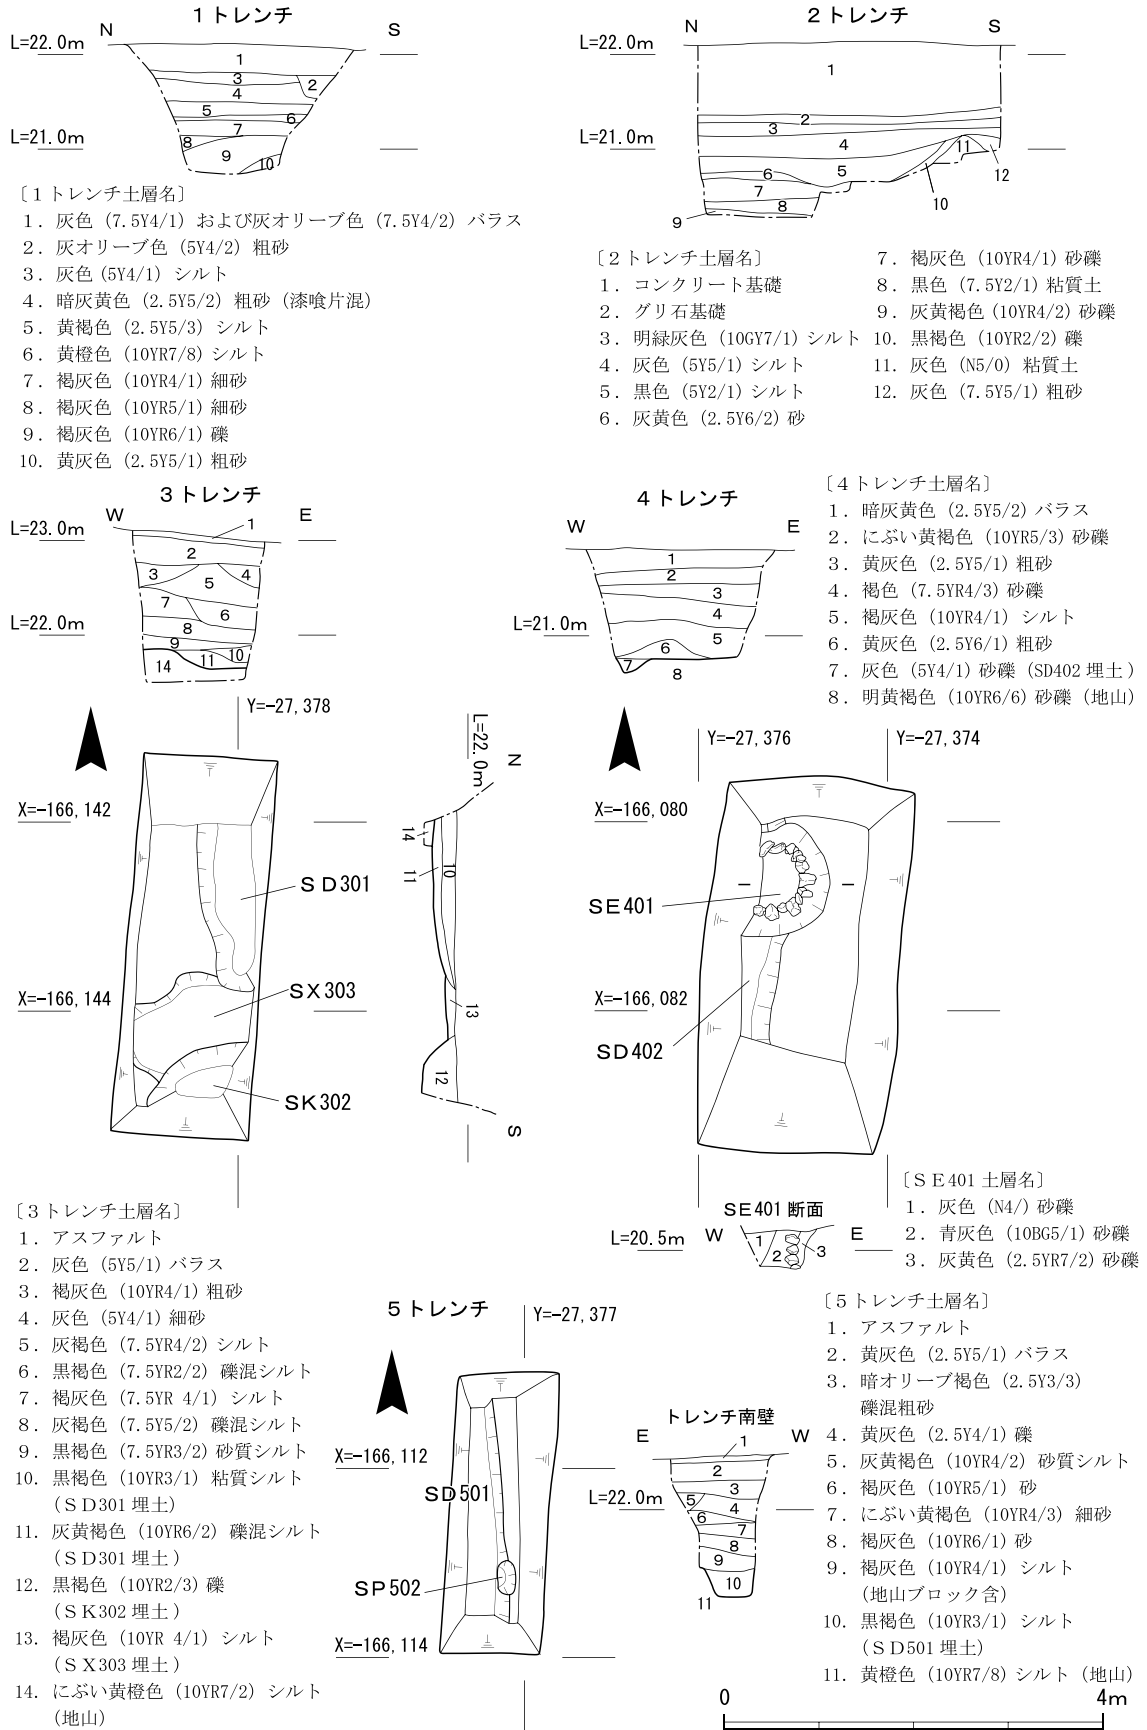 1トレンチ
N
S
L=22.0m
L=21.0m
1
3
2
4
5
6
7
8
9
10
〔1トレンチ土層名〕
1. 灰色（7.5Y4/1）および灰オリーブ色（7.5Y4/2）バラス
2. 灰オリーブ色（5Y4/2）粗砂
3. 灰色（5Y4/1）シルト
4. 暗灰黄色（2.5Y5/2）粗砂（漆喰片混）
5. 黄褐色（2.5Y5/3）シルト
6. 黄橙色（10YR7/8）シルト
7. 褐灰色（10YR4/1）細砂
8. 褐灰色（10YR5/1）細砂
9. 褐灰色（10YR6/1）礫
10. 黄灰色（2.5Y5/1）粗砂
2トレンチ
N
S
L=22.0m
L=21.0m
1
2
3
4
11
6
5
12
7
10
8
9
〔2トレンチ土層名〕
1. コンクリート基礎
2. グリ石基礎
3. 明緑灰色（10GY7/1）シルト
4. 灰色（5Y5/1）シルト
5. 黒色（5Y2/1）シルト
6. 灰黄色（2.5Y6/2）砂
7. 褐灰色（10YR4/1）砂礫
8. 黒色（7.5Y2/1）粘質土
9. 灰黄褐色（10YR4/2）砂礫
10. 黒褐色（10YR2/2）礫
11. 灰色（N5/0）粘質土
12. 灰色（7.5Y5/1）粗砂
3トレンチ
W
E
L=23.0m
L=22.0m
1
2
3
5
4
7
6
8
9
14
11
10
4トレンチ
W
E
L=21.0m
1
2
3
4
5
6
7
8
〔4トレンチ土層名〕
1. 暗灰黄色（2.5Y5/2）バラス
2. にぶい黄褐色（10YR5/3）砂礫
3. 黄灰色（2.5Y5/1）粗砂
4. 褐色（7.5YR4/3）砂礫
5. 褐灰色（10YR4/1）シルト
6. 黄灰色（2.5Y6/1）粗砂
7. 灰色（5Y4/1）砂礫（SD402埋土）
8. 明黄褐色（10YR6/6）砂礫（地山）
Y=-27,378
X=-166,142
X=-166,144
SD301
SX303
SK302
L=22.0m
N
14
11
10
13
12
S
Y=-27,376
Y=-27,374
X=-166,080
X=-166,082
SE401
SD402
SE401断面
L=20.5m
W
E
1
2
3
〔SE401土層名〕
1. 灰色（N4/）砂礫
2. 青灰色（10BG5/1）砂礫
3. 灰黄色（2.5YR7/2）砂礫
〔3トレンチ土層名〕
1. アスファルト
2. 灰色（5Y5/1）バラス
3. 褐灰色（10YR4/1）粗砂
4. 灰色（5Y4/1）細砂
5. 灰褐色（7.5YR4/2）シルト
6. 黒褐色（7.5YR2/2）礫混シルト
7. 褐灰色（7.5YR 4/1）シルト
8. 灰褐色（7.5Y5/2）礫混シルト
9. 黒褐色（7.5YR3/2）砂質シルト
10. 黒褐色（10YR3/1）粘質シルト
（SD301埋土）
11. 灰黄褐色（10YR6/2）礫混シルト
（SD301埋土）
12. 黒褐色（10YR2/3）礫
（SK302埋土）
13. 褐灰色（10YR 4/1）シルト
（SX303埋土）
14. にぶい黄橙色（10YR7/2）シルト
（地山）
5トレンチ
Y=-27,377
X=-166,112
X=-166,114
SD501
SP502
トレンチ南壁
E
W
L=22.0m
1
2
3
5
4
6
7
8
9
10
11
〔5トレンチ土層名〕
1. アスファルト
2. 黄灰色（2.5Y5/1）バラス
3. 暗オリーブ褐色（2.5Y3/3）
礫混粗砂
4. 黄灰色（2.5Y4/1）礫
5. 灰黄褐色（10YR4/2）砂質シルト
6. 褐灰色（10YR5/1）砂
7. にぶい黄褐色（10YR4/3）細砂
8. 褐灰色（10YR6/1）砂
9. 褐灰色（10YR4/1）シルト
（地山ブロック含）
10. 黒褐色（10YR3/1）シルト
（SD501埋土）
11. 黄橙色（10YR7/8）シルト（地山）
0
4m